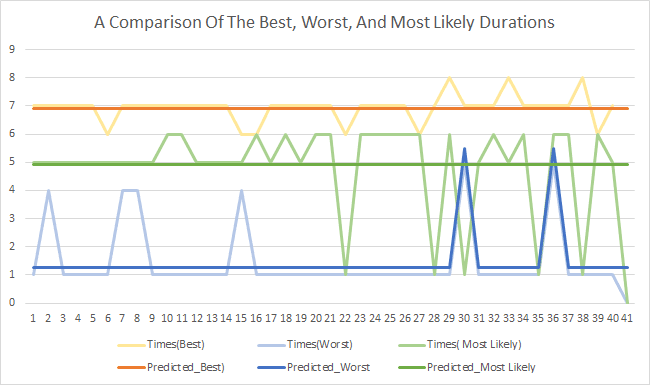 A Comparison Of The Best, Worst, And Most Likely Durations
9
8
7
6
5
4
3
2
1
0
1 2 3 4 5 6 7 8 9 10 11 12 13 14 15 16 17 18 19 20 21 22 23 24 25 26 27 28 29 30 31 32 33 34 35 36 37 38 39 40 41
Times(Best) Times(Worst) Times( Most Likely)
Predicted_Best) Predicted_Worst Predicted_Most Likely